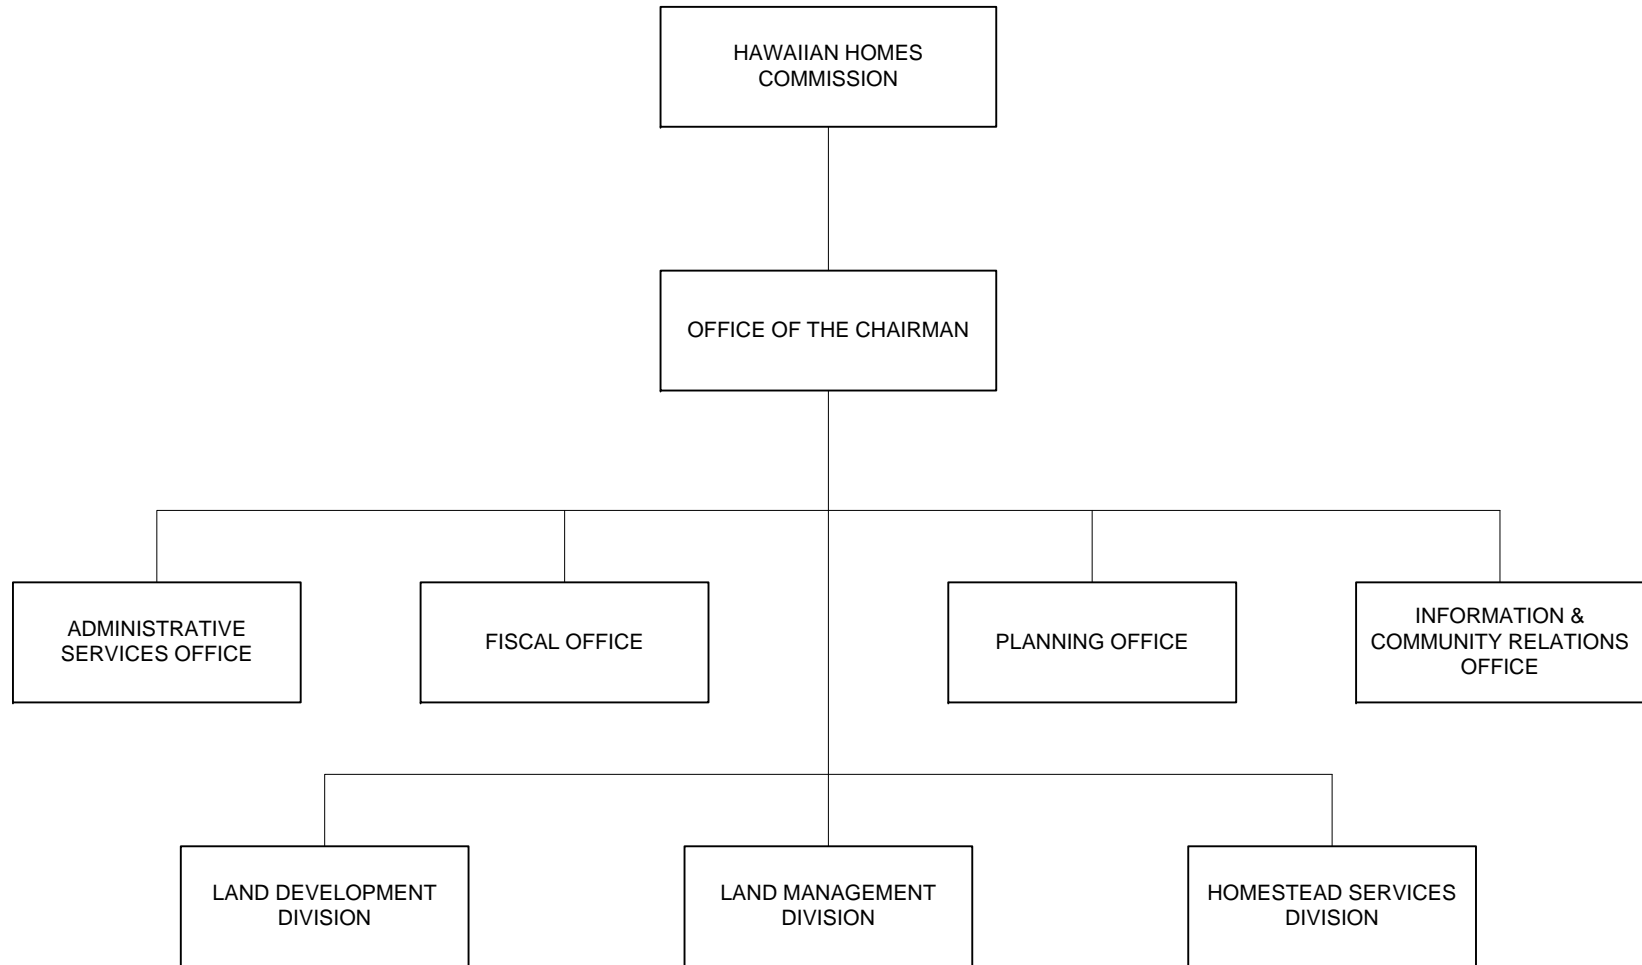 HAWAIIAN HOMES
COMMISSION
OFFICE OF THE CHAIRMAN
ADMINISTRATIVE
SERVICES OFFICE
FISCAL OFFICE
PLANNING OFFICE
INFORMATION &
COMMUNITY RELATIONS
OFFICE
LAND DEVELOPMENT
DIVISION
LAND MANAGEMENT
DIVISION
HOMESTEAD SERVICES
DIVISION